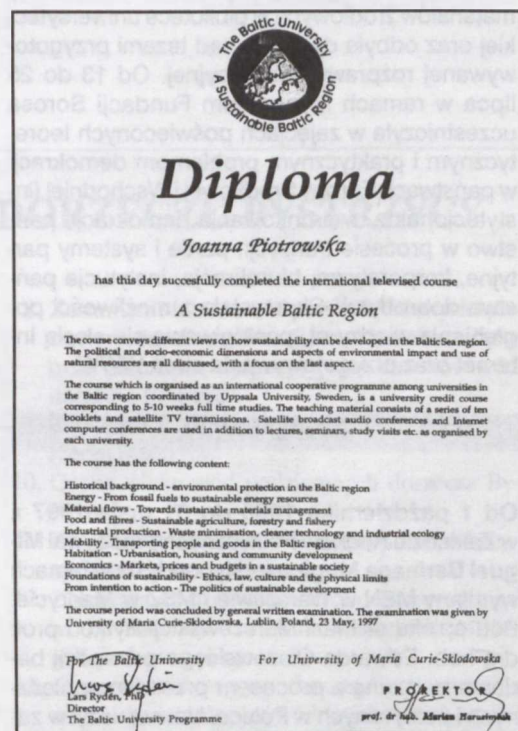 The Baltic University
A Sustainable Baltic Region
Diploma
Joanna Piotrowska
has this day succesfully completed the international televised course
A Sustainable Baltic Region
The course conveys different views on how sustainability can be developed in the Baltic Sea region.
The political and socio-economic dimensions and aspects of environmental impact and use of
natural resources are all discussed, with a focus on the last one.
The course which is organised as an international cooperative programme among universities in
the Baltic region coordinated by Uppsala University, Sweden, is a university credit course
corresponding to 5-10 weeks full time studies. The teaching material consists of a series of ten
booklets and satellite TV transmissions. Satellite broadcast audio conferences and Internet
computer conferences are used in addition to lectures, seminars, study visits etc. as organised by
each university.
The course has the following content:
Historical background - environmental protection in the Baltic region
Energy - From fossil fuels to sustainable energy resources
Material flows - Towards sustainable materials management
Food and fibres - Sustainable agriculture, forestry and fishery
Industrial production - Waste minimisation, cleaner technology and industrial ecology
Mobility - Transporting people and goods in the Baltic region
Habitation - Urbanisation, housing and community development
Economics - Markets, prices and budgets in a sustainable society
Foundations of sustainability - Ethics, law, culture and the physical limits
From intention to action - Implementing sustainable development
The course period was concluded by general written examination. The examination was given by
University of Maria Curie-Sklodowska, Lublin, Poland, 23 May, 1997
For The Baltic University For University of Maria Curie-Sklodowska
Lars Rydén
Director
The Baltic University Programme
PROREKTOR
prof. dr hab. Marian Harasimiuk